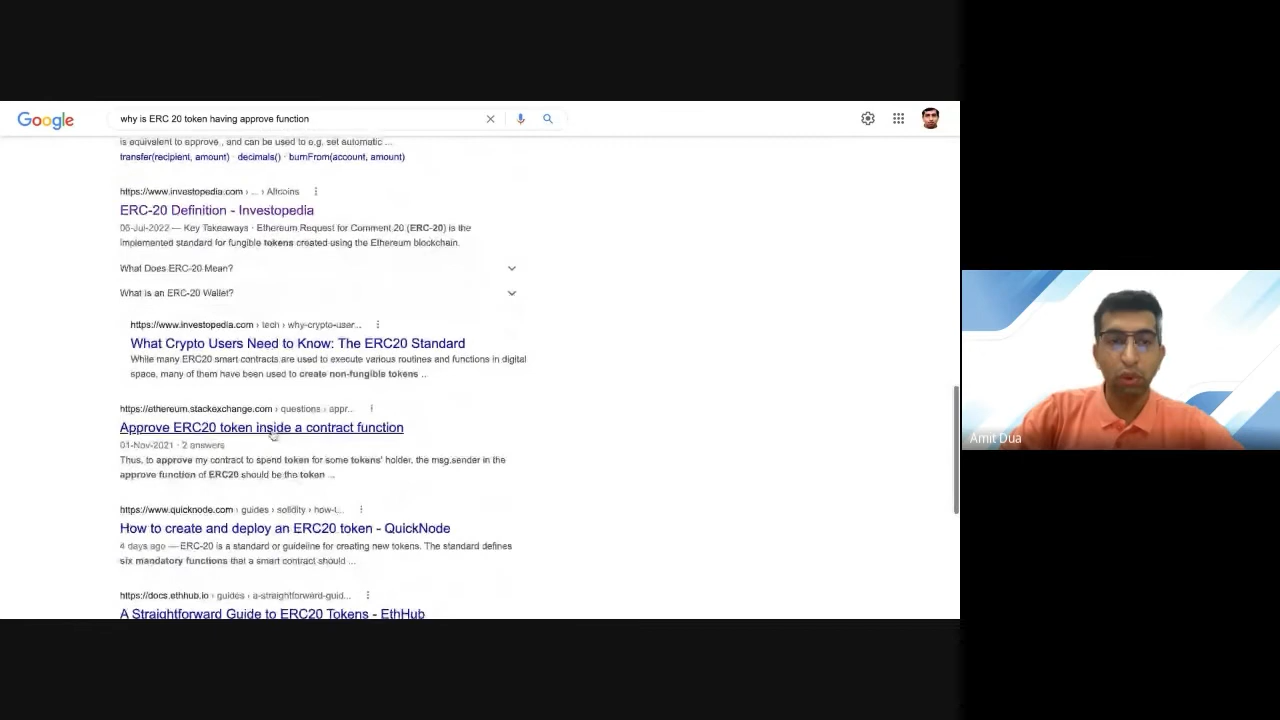 Google
why is ERC 20 token having approve function
is equivalent to approve , and can be used to e.g. set automatic ...
transfer(recipient, amount) · decimals() · burnFrom(account, amount)
https://www.investopedia.com › ... › Altcoins
ERC-20 Definition - Investopedia
06-Jul-2022 — Key Takeaways · Ethereum Request for Comment 20 (ERC-20) is the
implemented standard for fungible tokens created using the Ethereum blockchain.
What Does ERC-20 Mean?
What is an ERC-20 Wallet?
https://www.investopedia.com › tech › why-crypto-user...
What Crypto Users Need to Know: The ERC20 Standard
While many ERC20 smart contracts are used to execute various routines and functions in digital
space, many of them have been used to create non-fungible tokens ...
https://ethereum.stackexchange.com › questions › appr...
Approve ERC20 token inside a contract function
01-Nov-2021 · 2 answers
Thus, to approve my contract to spend token for some tokens' holder, the msg.sender in the
approve function of ERC20 should be the token ...
https://www.quicknode.com › guides › solidity › how-t...
How to create and deploy an ERC20 token - QuickNode
4 days ago — ERC-20 is a standard or guideline for creating new tokens. The standard defines
six mandatory functions that a smart contract should ...
https://docs.ethhub.io › guides › a-straightforward-guid...
A Straightforward Guide to ERC20 Tokens - EthHub
Amit Dua